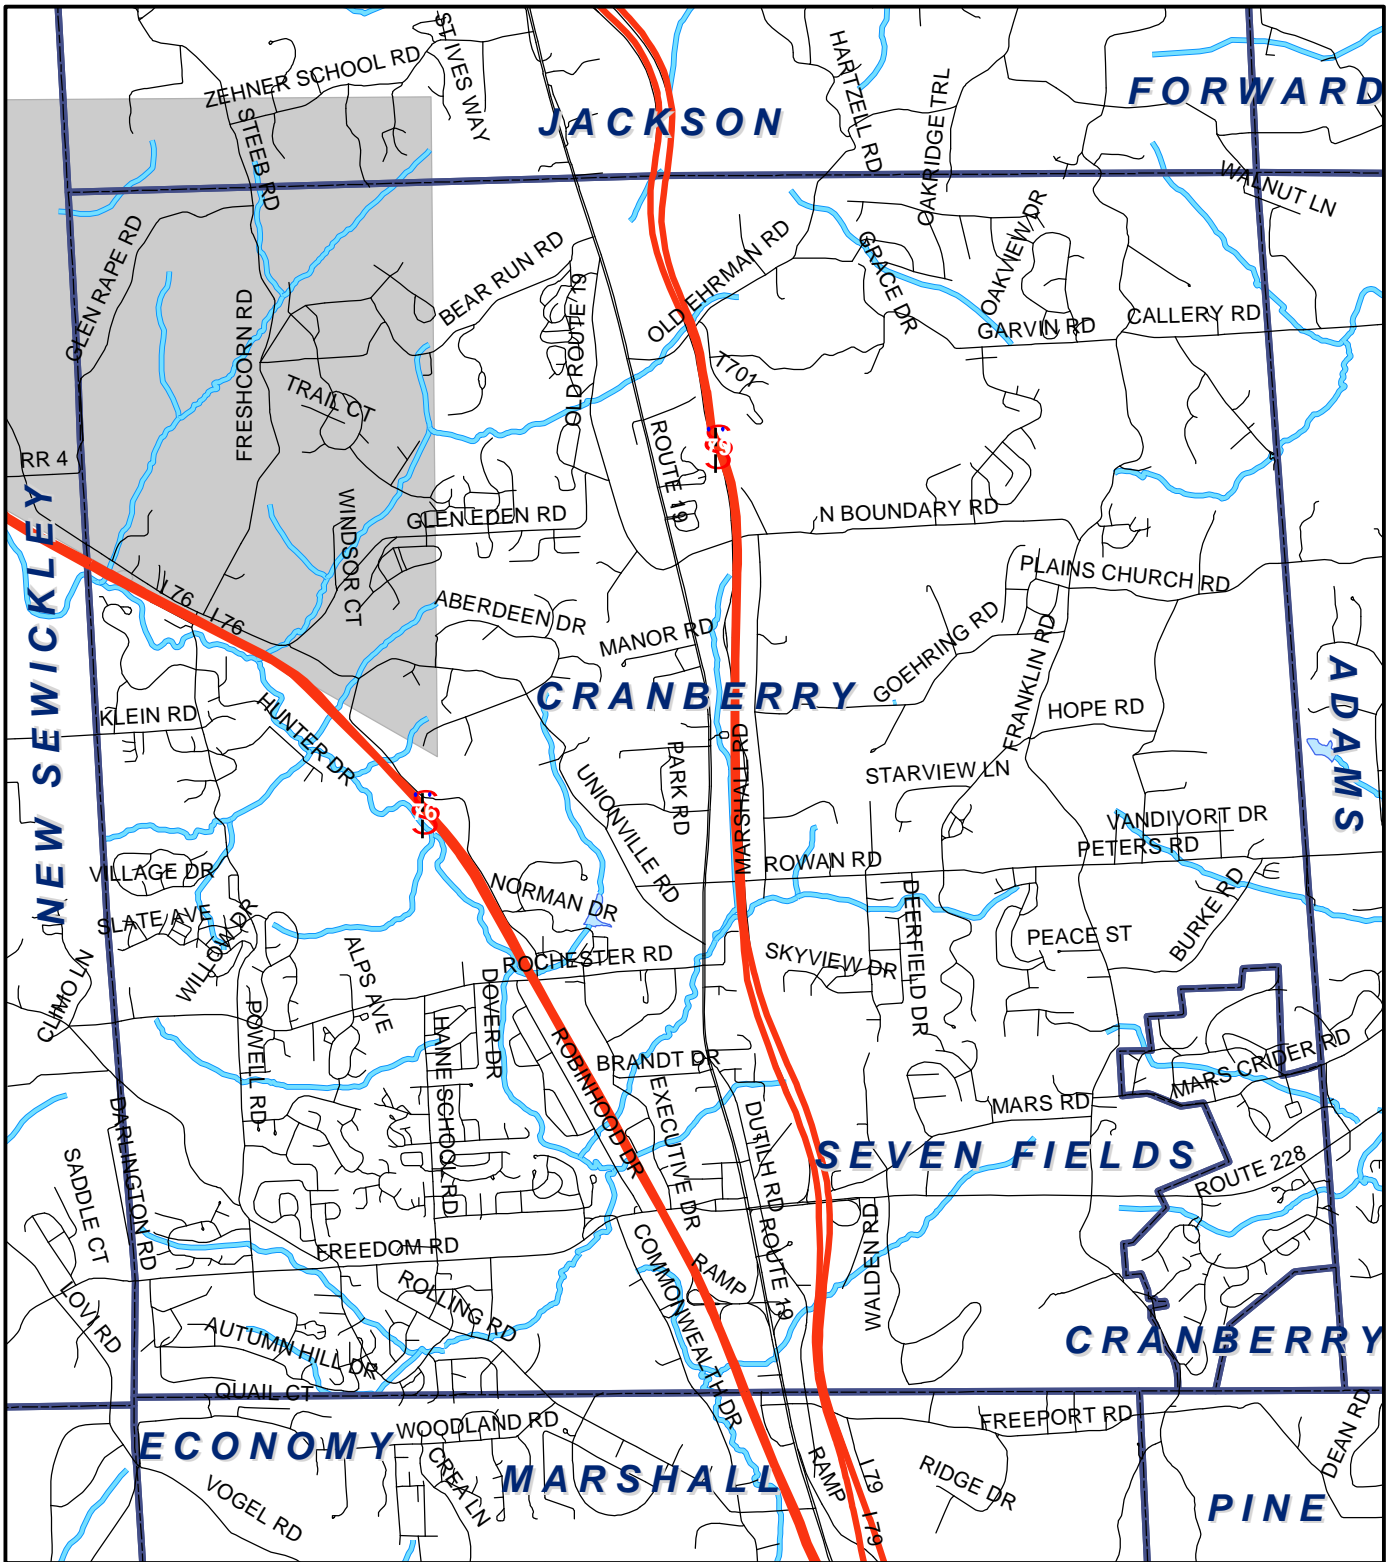 ST IVES WAY
ZEHNER SCHOOL RD
HARTZELL RD
OAKRIDGE TRL
FORWARD
JACKSON
STEEB RD
WALNUT LN
GLEN RAPE RD
BEAR RUN RD
OLD EHRMAN RD
GRACE DR
OAKVIEW DR
OLD ROUTE 19
FRESHCORN RD
GARVIN RD
CALLERY RD
T701
TRAIL CT
RR 4
ROUTE 19
79
WINDSOR CT
GLEN EDEN RD
N BOUNDARY RD
NEW SEWICKLEY
PLAINS CHURCH RD
I 76
I 76
ABERDEEN DR
MANOR RD
GOEHRING RD
FRANKLIN RD
CRANBERRY
ADAMS
KLEIN RD
HUNTER DR
HOPE RD
PARK RD
MARSHALL RD
STARVIEW LN
UNIONVILLE RD
76
VANDIVORT DR
PETERS RD
VILLAGE DR
ROWAN RD
NORMAN DR
DEERFIELD DR
BURKE RD
SLATE AVE
WILLOW DR
PEACE ST
ALPS AVE
ROCHESTER RD
SKYVIEW DR
CLIMO LN
DOVER DR
POWELL RD
HAINE SCHOOL RD
ROBINHOOD DR
BRANDT DR
MARS CRIDER RD
EXECUTIVE DR
DARLINGTON RD
DUTILH RD
MARS RD
SEVEN FIELDS
SADDLE CT
ROUTE 228
FREEDOM RD
COMMONWEALTH DR
RAMP
ROUTE 19
WALDEN RD
LOVI RD
ROLLING RD
AUTUMN HILL DR
CRANBERRY
QUAIL CT
WOODLAND RD
FREEPORT RD
DEAN RD
ECONOMY
CREA LN
MARSHALL
RAMP
I 79
RIDGE DR
VOGEL RD
PINE
I 79